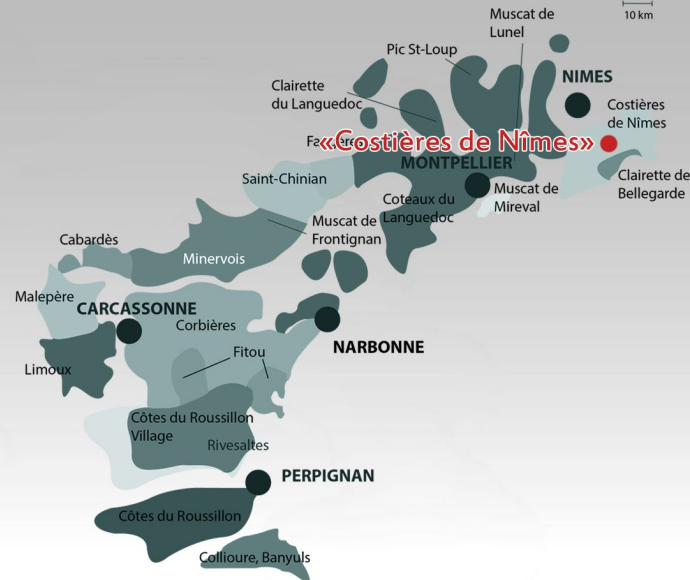 10 km
Muscat de
Lunel
Pic St-Loup
NIMES
Clairette
du Languedoc
Costières
de Nîmes
«Costières de Nîmes»
MONTPELLIER
Clairette de
Bellegarde
Saint-Chinian
Muscat de
Mireval
Coteaux du
Languedoc
Muscat de
Frontignan
Cabardès
Minervois
Malepère
CARCASSONNE
Corbières
NARBONNE
Fitou
Limoux
Côtes du Roussillon
Village
Rivesaltes
PERPIGNAN
Côtes du Roussillon
Collioure, Banyuls